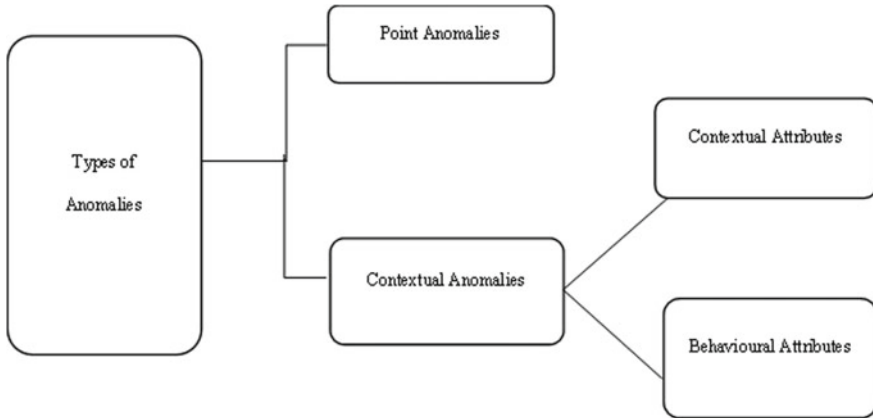 Types of
Anomalies
Point Anomalies
Contextual Anomalies
Contextual Attributes
Behavioural Attributes